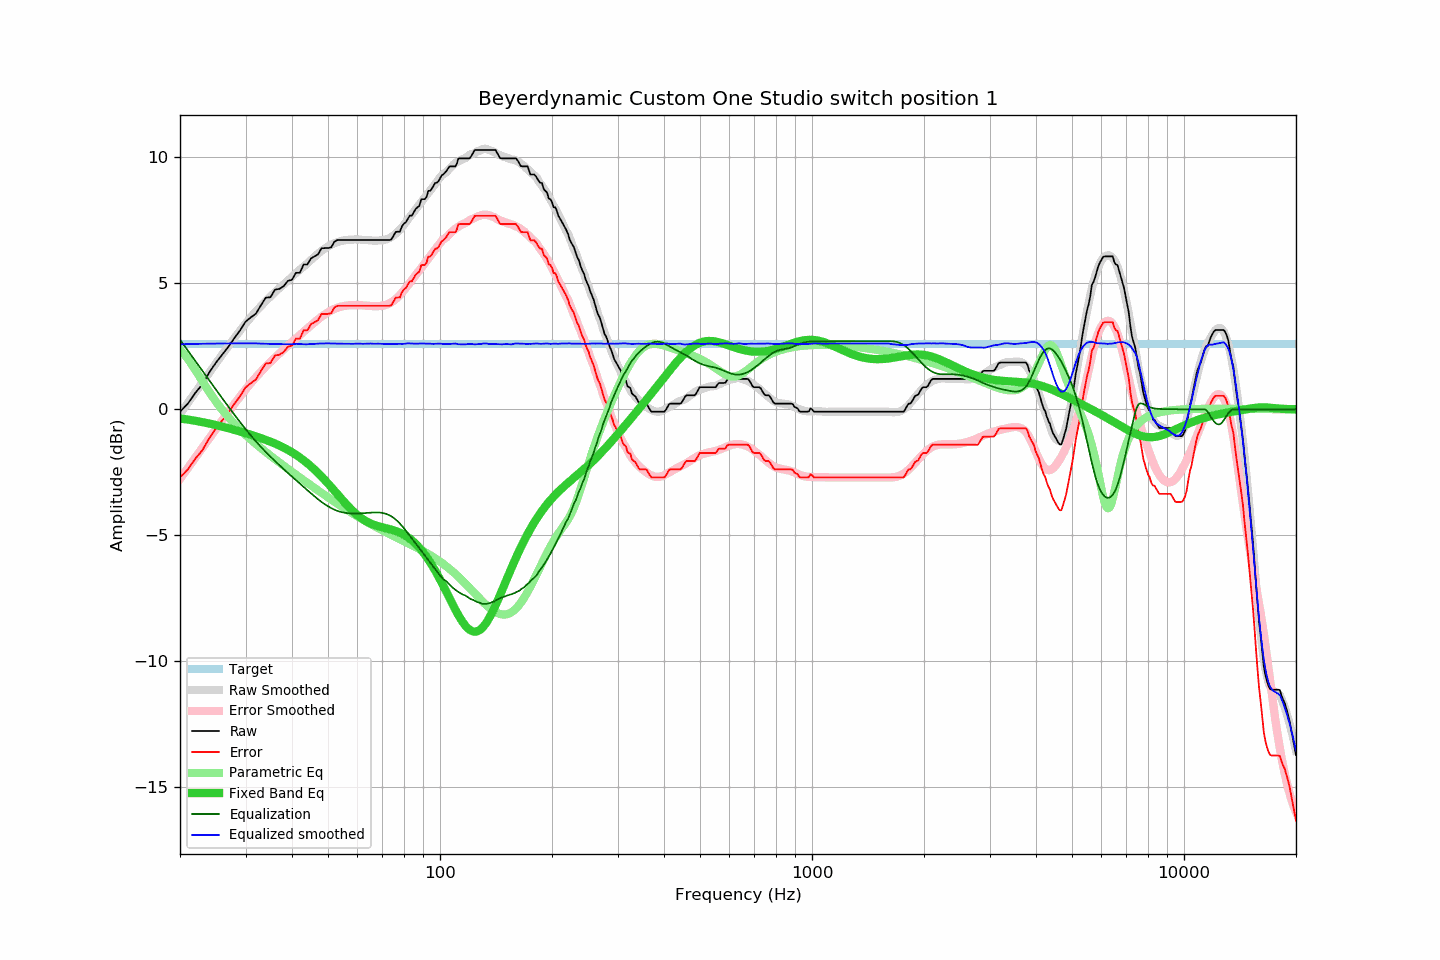 Beyerdynamic Custom One Studio switch position 1
10
5
0
−5
−10
−15
Amplitude (dBr)
Target
Raw Smoothed
Error Smoothed
Raw
Error
Parametric Eq
Fixed Band Eq
Equalization
Equalized smoothed
100 1000 10000
Frequency (Hz)